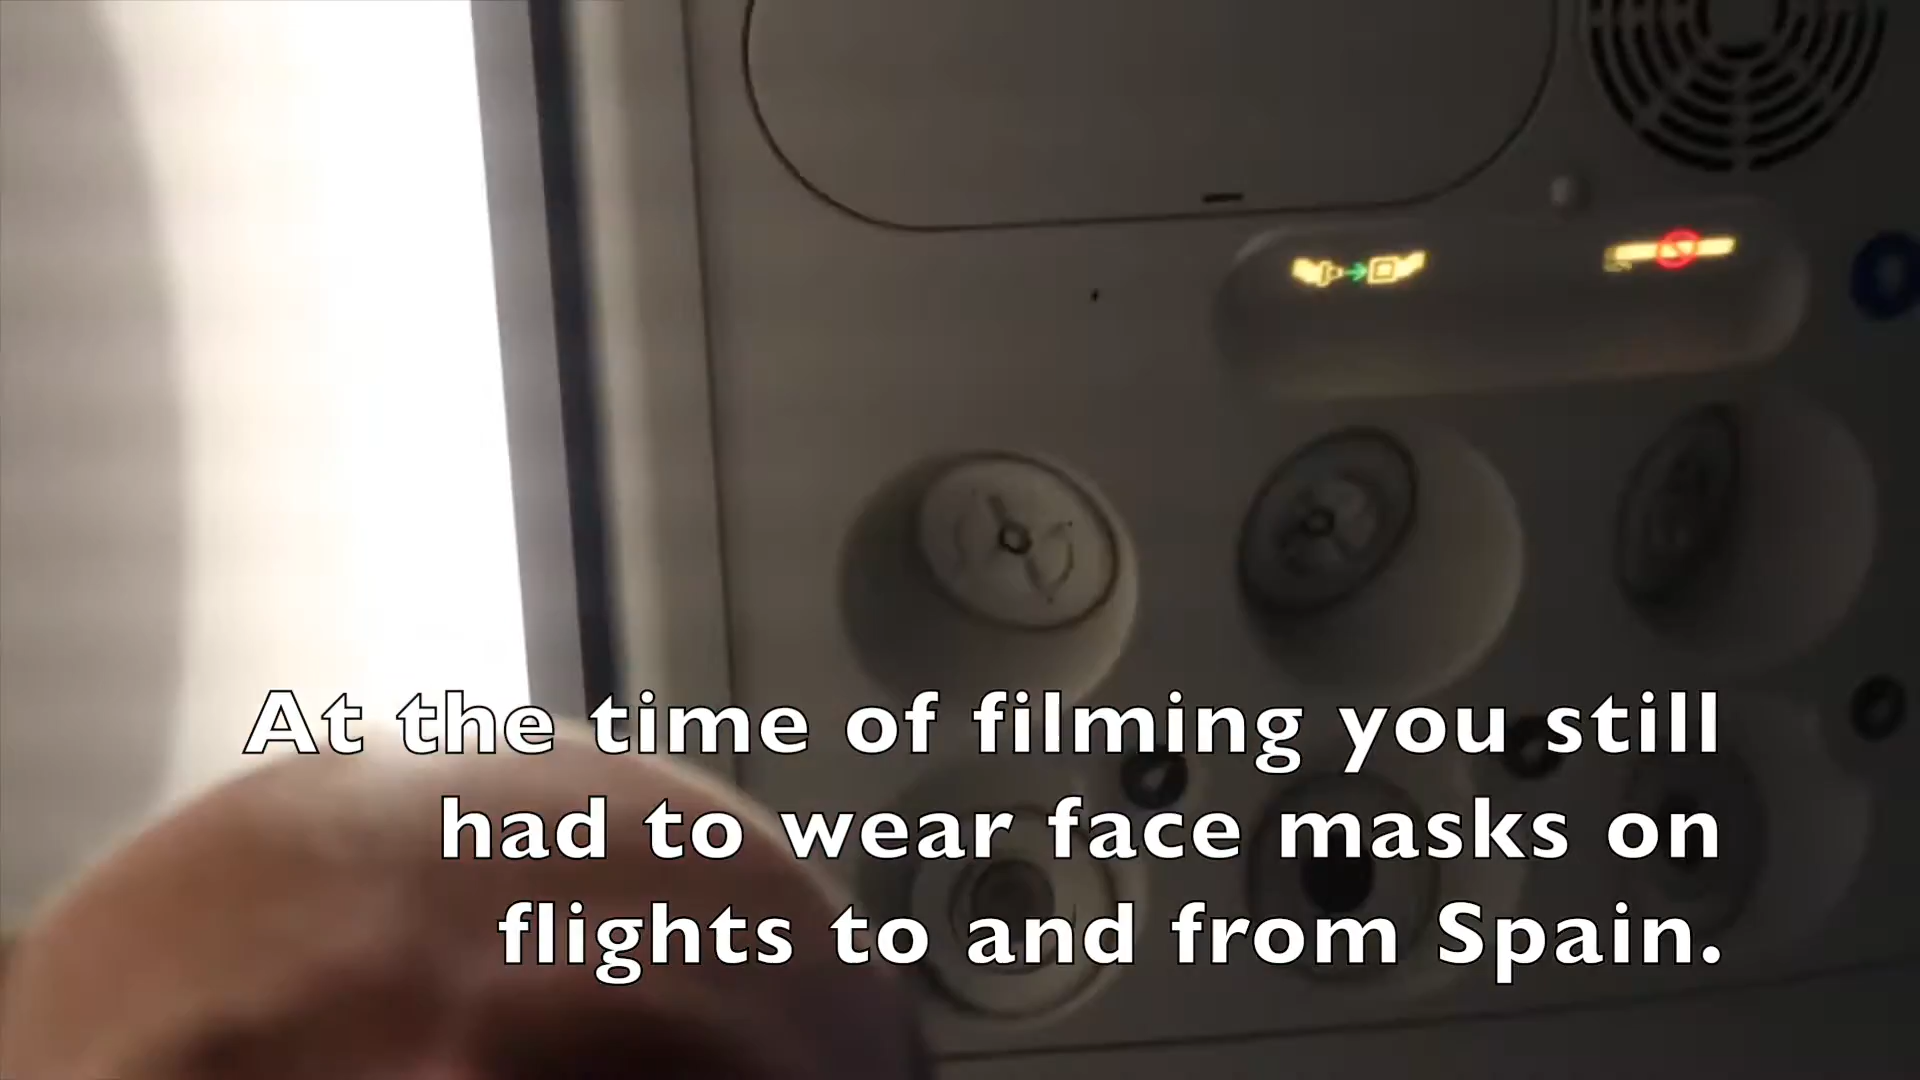 At the time of filming you still
had to wear face masks on
flights to and from Spain.